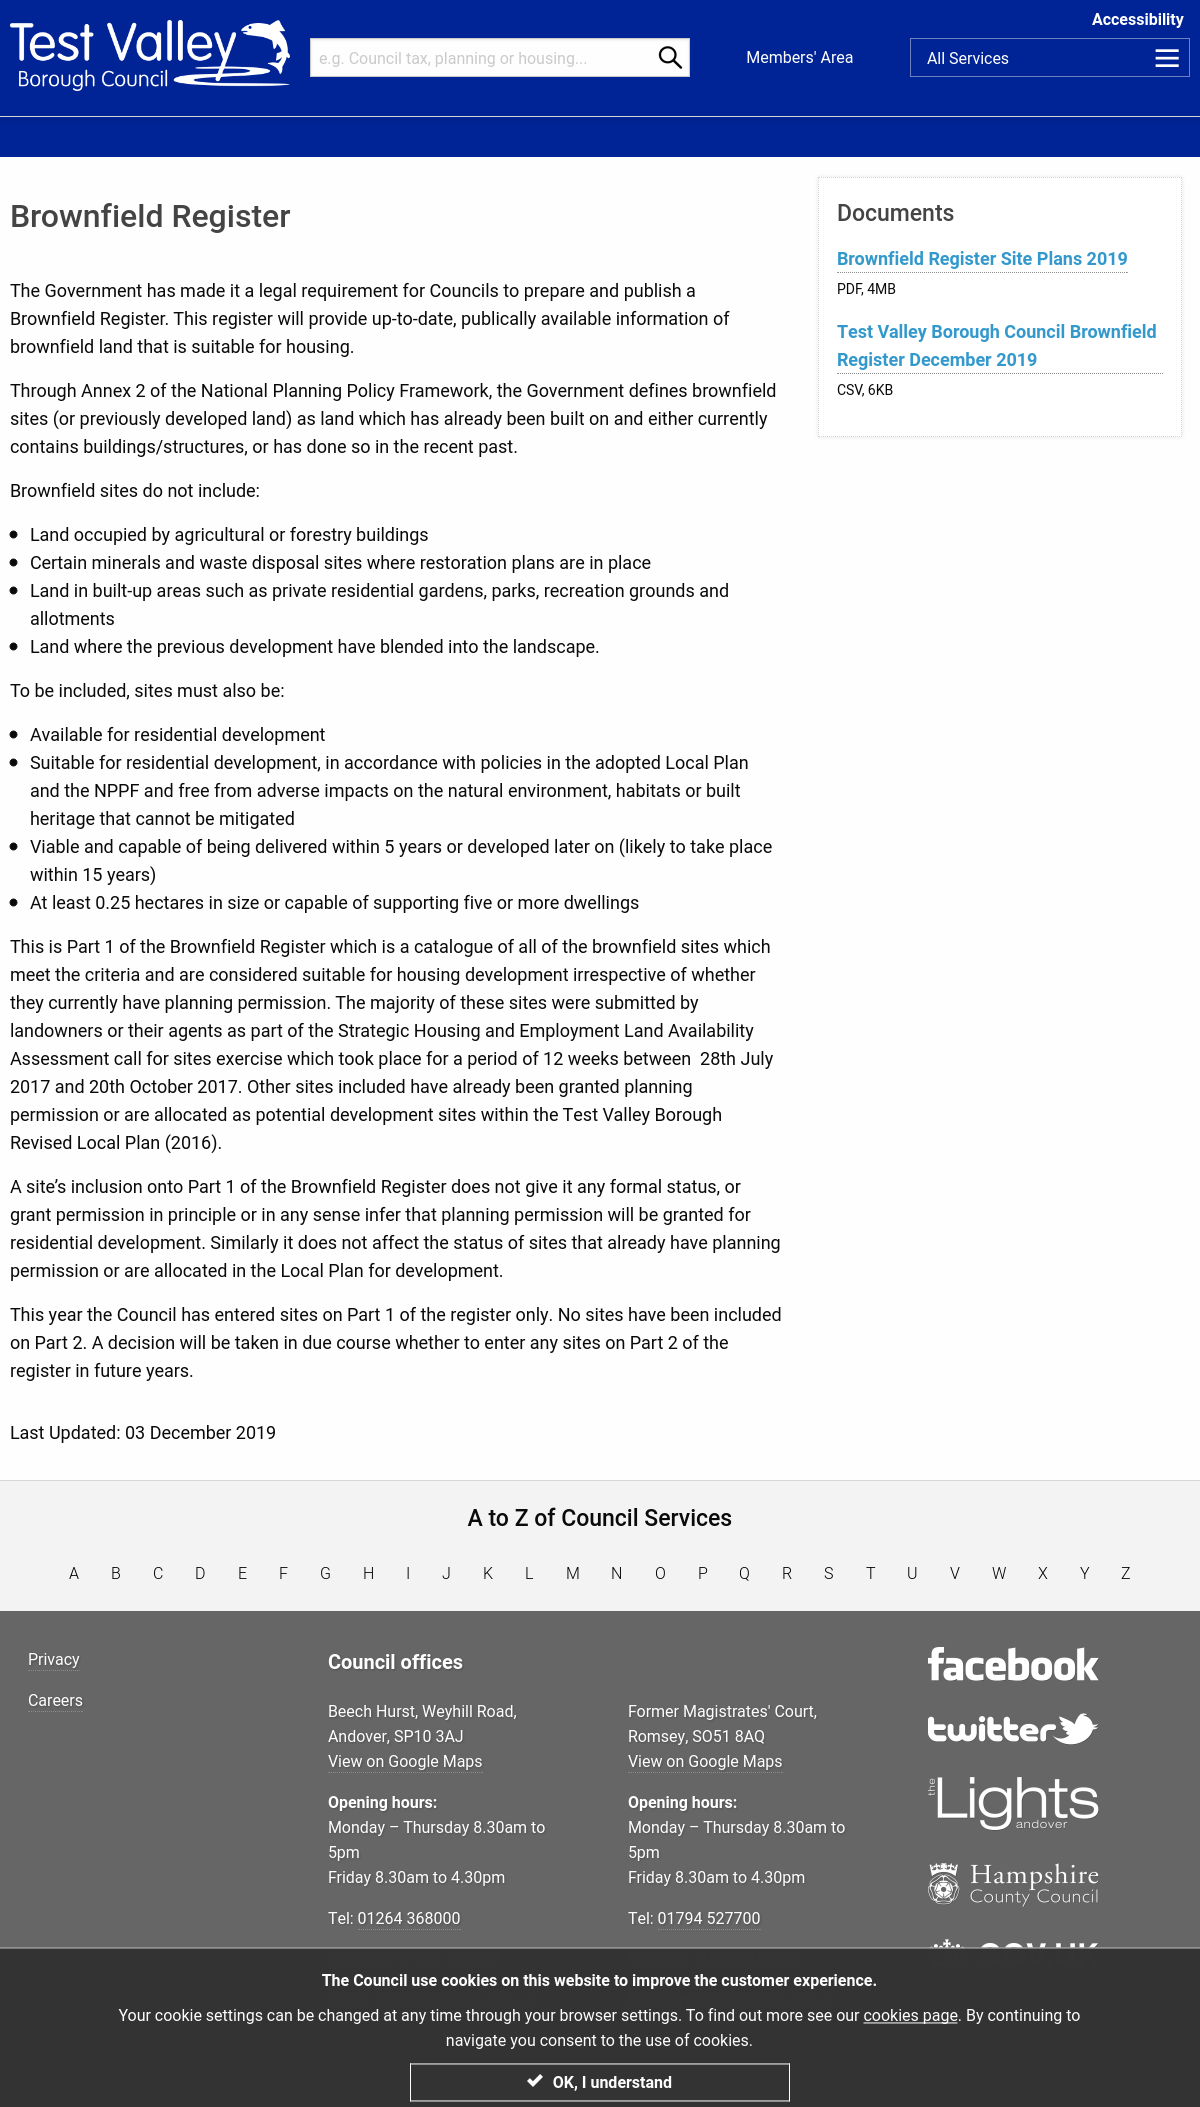 Accessibility
Test Valley
Borough Council
e.g. Council tax, planning or housing...
Members' Area
All Services
Brownfield Register
The Government has made it a legal requirement for Councils to prepare and publish a
Brownfield Register. This register will provide up-to-date, publically available information of
brownfield land that is suitable for housing.
Through Annex 2 of the National Planning Policy Framework, the Government defines brownfield
sites (or previously developed land) as land which has already been built on and either currently
contains buildings/structures, or has done so in the recent past.
Brownfield sites do not include:
Land occupied by agricultural or forestry buildings
Certain minerals and waste disposal sites where restoration plans are in place
Land in built-up areas such as private residential gardens, parks, recreation grounds and
allotments
Land where the previous development have blended into the landscape.
To be included, sites must also be:
Available for residential development
Suitable for residential development, in accordance with policies in the adopted Local Plan
and the NPPF and free from adverse impacts on the natural environment, habitats or built
heritage that cannot be mitigated
Viable and capable of being delivered within 5 years or developed later on (likely to take place
within 15 years)
At least 0.25 hectares in size or capable of supporting five or more dwellings
This is Part 1 of the Brownfield Register which is a catalogue of all of the brownfield sites which
meet the criteria and are considered suitable for housing development irrespective of whether
they currently have planning permission. The majority of these sites were submitted by
landowners or their agents as part of the Strategic Housing and Employment Land Availability
Assessment call for sites exercise which took place for a period of 12 weeks between  28th July
2017 and 20th October 2017. Other sites included have already been granted planning
permission or are allocated as potential development sites within the Test Valley Borough
Revised Local Plan (2016).
A site’s inclusion onto Part 1 of the Brownfield Register does not give it any formal status, or
grant permission in principle or in any sense infer that planning permission will be granted for
residential development. Similarly it does not affect the status of sites that already have planning
permission or are allocated in the Local Plan for development.
This year the Council has entered sites on Part 1 of the register only. No sites have been included
on Part 2. A decision will be taken in due course whether to enter any sites on Part 2 of the
register in future years.
Last Updated: 03 December 2019
Documents
Brownfield Register Site Plans 2019
PDF, 4MB
Test Valley Borough Council Brownfield
Register December 2019
CSV, 6KB
A to Z of Council Services
A B C D E F G H I J K L M N O P Q R S T U V W X Y Z
Privacy
Careers
Council offices
Beech Hurst, Weyhill Road,
Andover, SP10 3AJ
View on Google Maps
Opening hours:
Monday – Thursday 8.30am to
5pm
Friday 8.30am to 4.30pm
Tel: 01264 368000
Former Magistrates' Court,
Romsey, SO51 8AQ
View on Google Maps
Opening hours:
Monday – Thursday 8.30am to
5pm
Friday 8.30am to 4.30pm
Tel: 01794 527700
facebook
twitter
the Lights
andover
Hampshire
County Council
GOV.UK
The Council use cookies on this website to improve the customer experience.
Your cookie settings can be changed at any time through your browser settings. To find out more see our cookies page. By continuing to
navigate you consent to the use of cookies.
OK, I understand